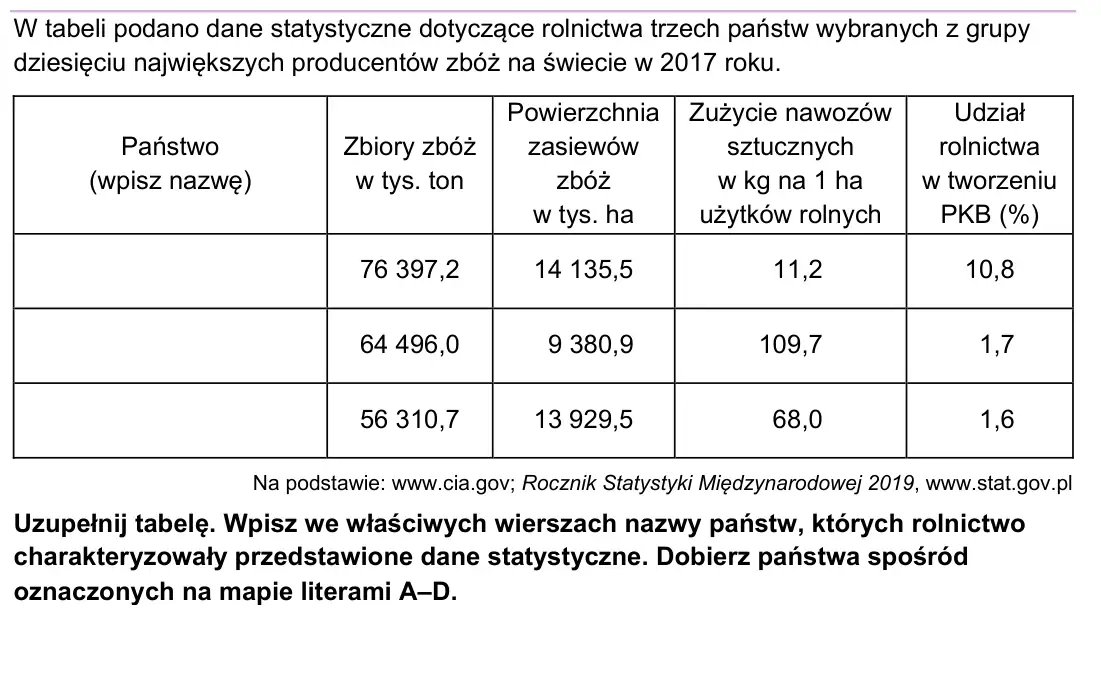 W tabeli podano dane statystyczne dotyczące rolnictwa trzech państw wybranych z grupy
dziesięciu największych producentów zbóż na świecie w 2017 roku.
Państwo
(wpisz nazwę)
Zbiory zbóż
w tys. ton
Powierzchnia
zasiewów
zbóż
w tys. ha
Zużycie nawozów
sztucznych
w kg na 1 ha
użytków rolnych
Udział
rolnictwa
w tworzeniu
PKB (%)
76 397,2 14 135,5 11,2 10,8
64 496,0 9 380,9 109,7 1,7
56 310,7 13 929,5 68,0 1,6
Na podstawie: www.cia.gov; Rocznik Statystyki Międzynarodowej 2019, www.stat.gov.pl
Uzupełnij tabelę. Wpisz we właściwych wierszach nazwy państw, których rolnictwo
charakteryzowały przedstawione dane statystyczne. Dobierz państwa spośród
oznaczonych na mapie literami A–D.